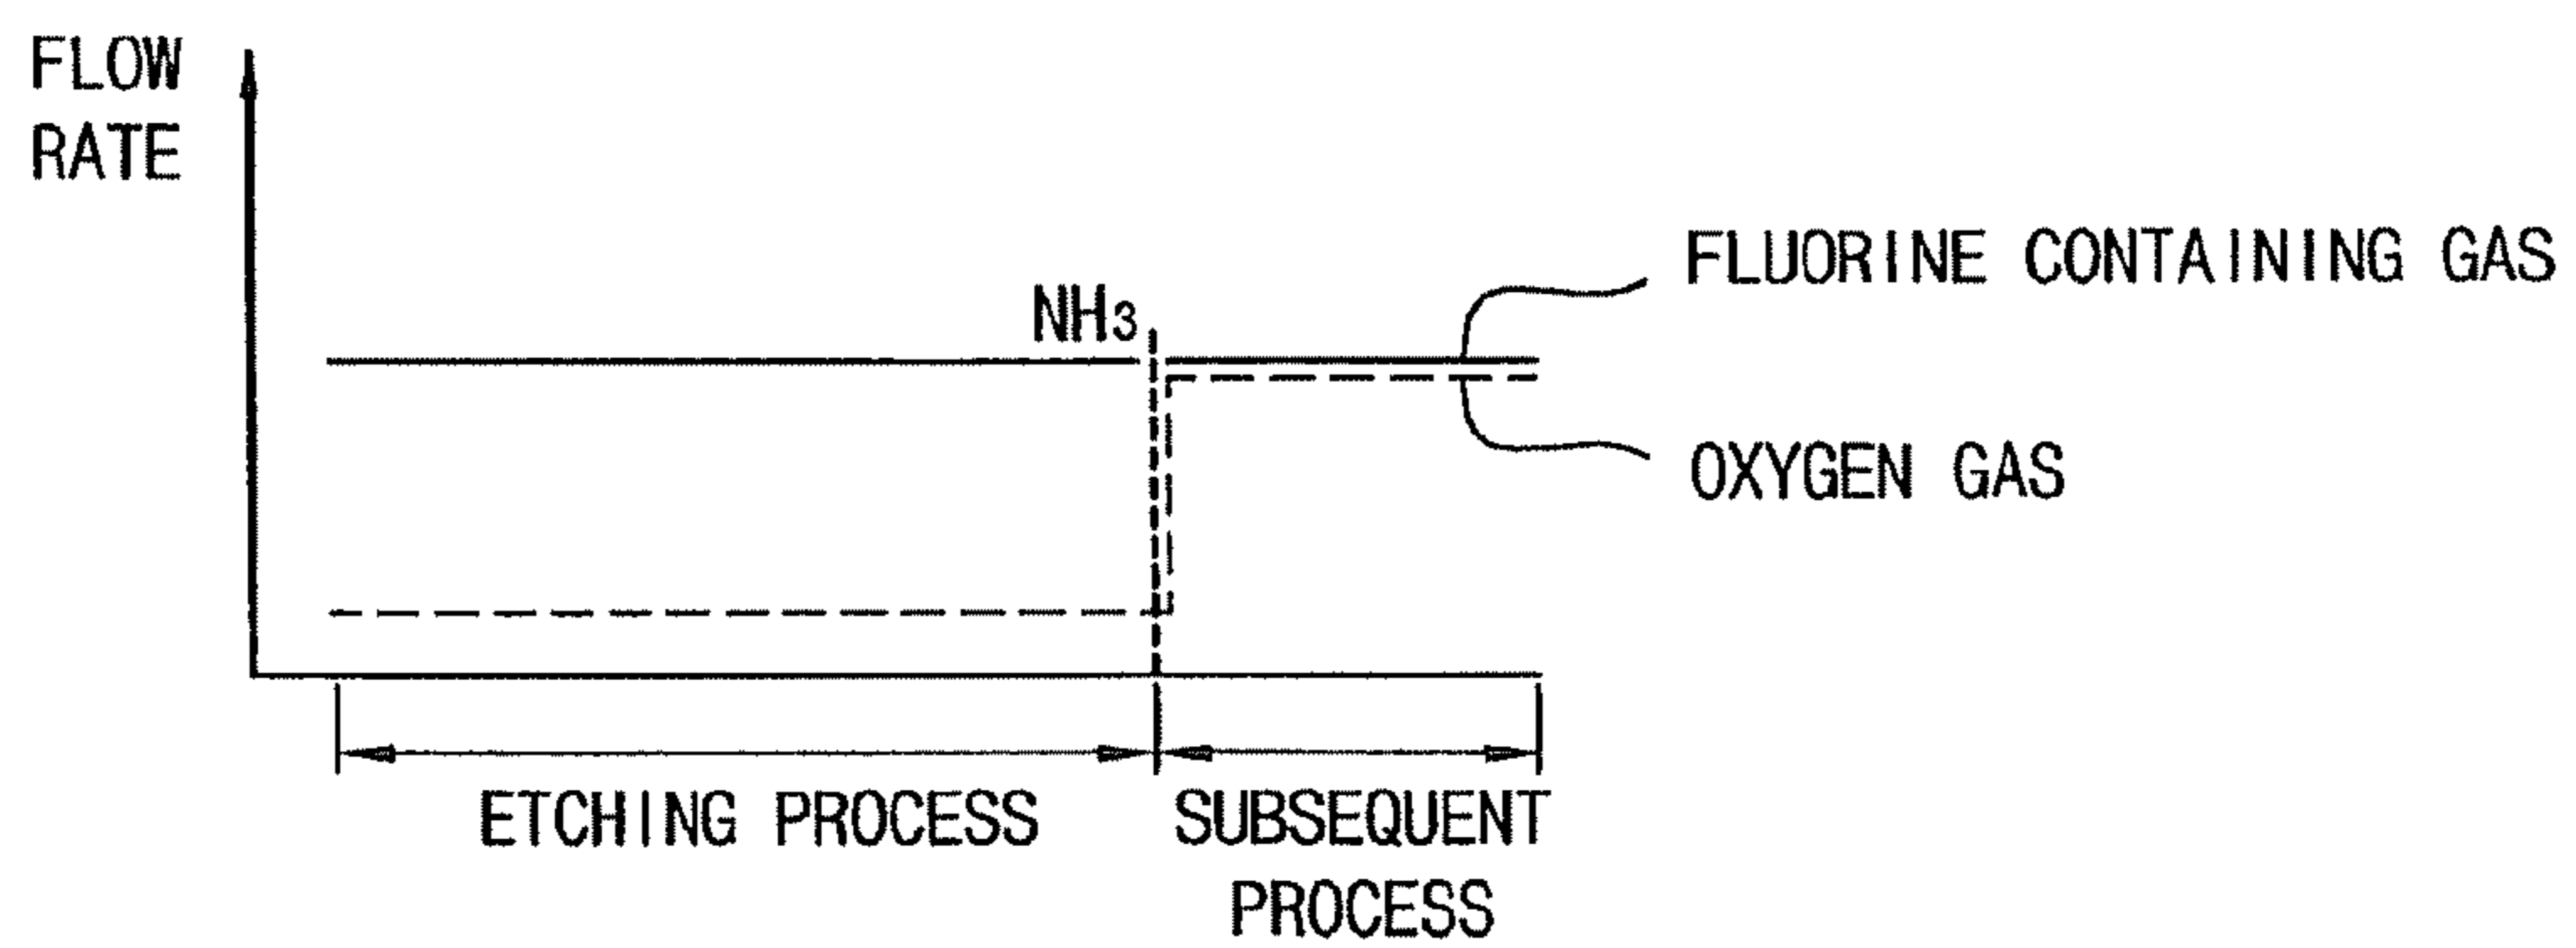 FLOW
RATE
NH₃
FLUORINE CONTAINING GAS
OXYGEN GAS
ETCHING PROCESS
SUBSEQUENT
PROCESS